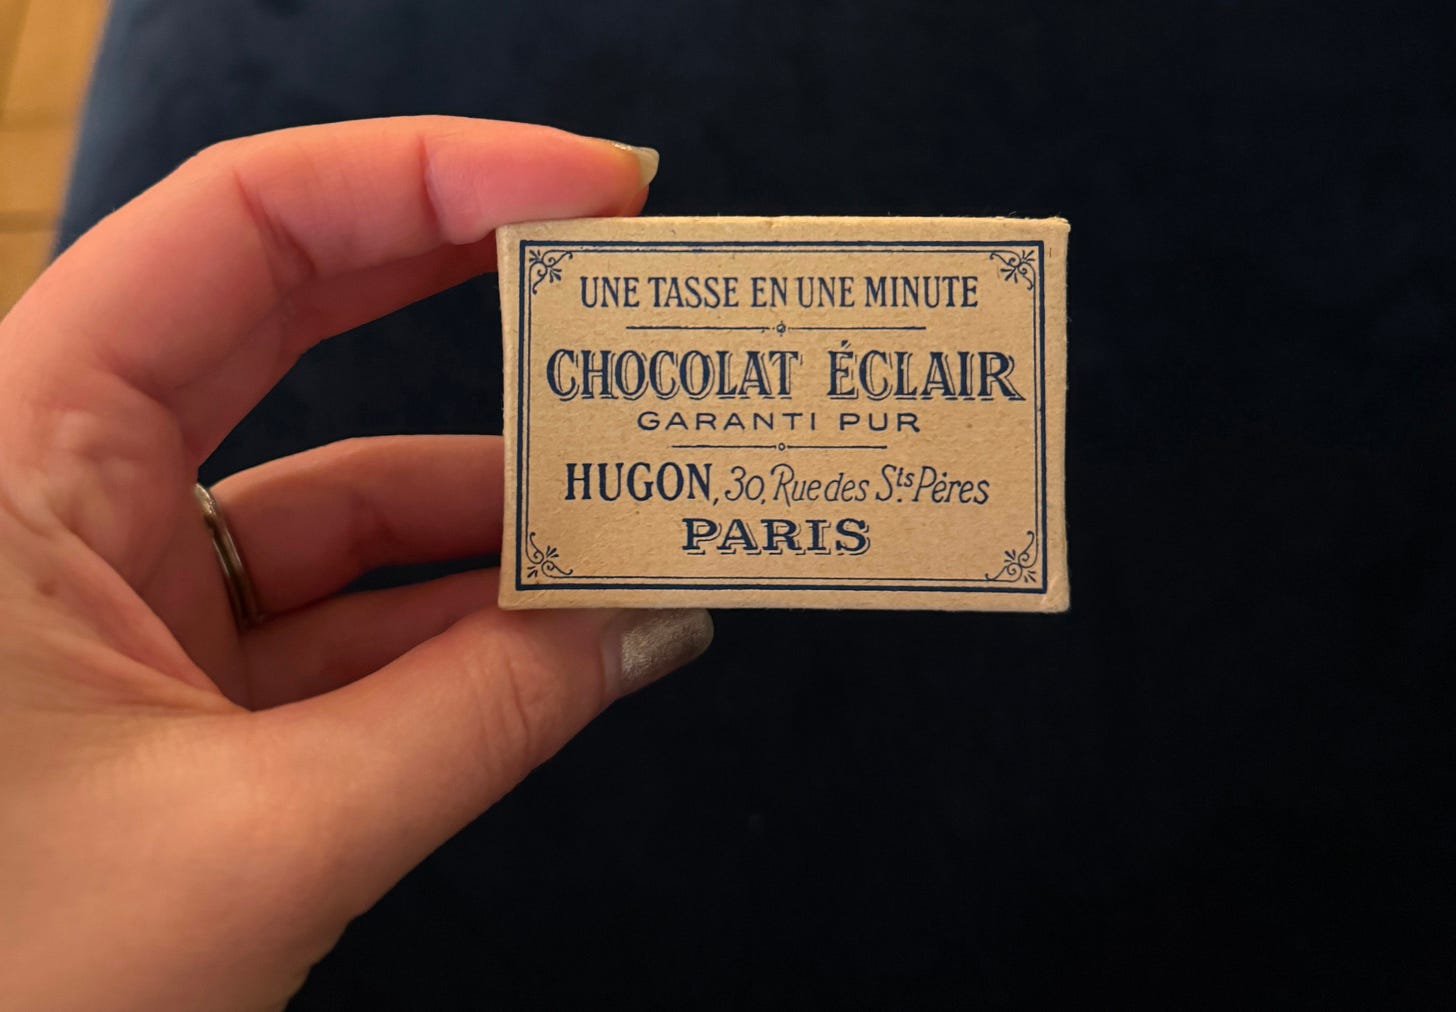 UNE TASSE EN UNE MINUTE
CHOCOLAT ÉCLAIR
GARANTI PUR
HUGON, 30, Rue des Sts Pères
PARIS